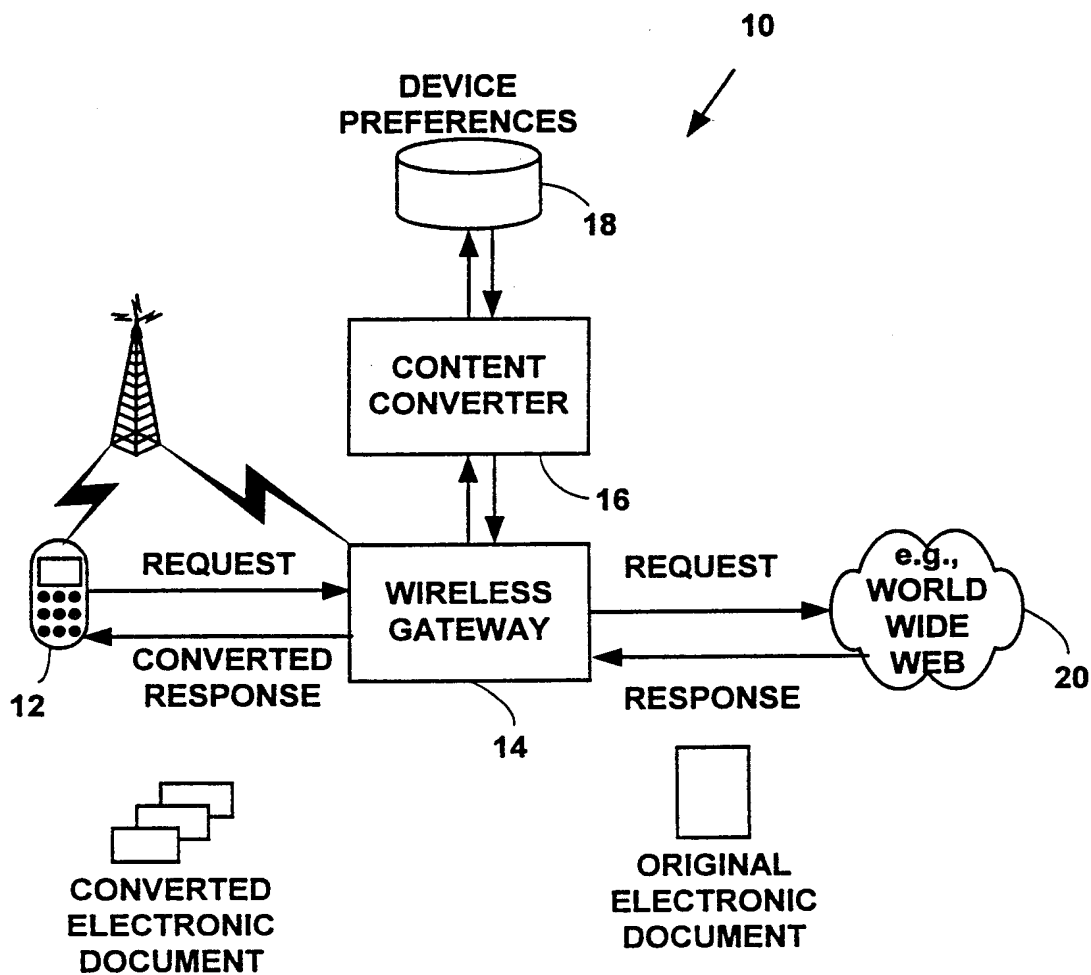 10
DEVICE
PREFERENCES
18
CONTENT
CONVERTER
16
REQUEST
WIRELESS
GATEWAY
REQUEST
e.g.,
WORLD
WIDE
WEB
CONVERTED
RESPONSE
12
14
RESPONSE
20
CONVERTED
ELECTRONIC
DOCUMENT
ORIGINAL
ELECTRONIC
DOCUMENT